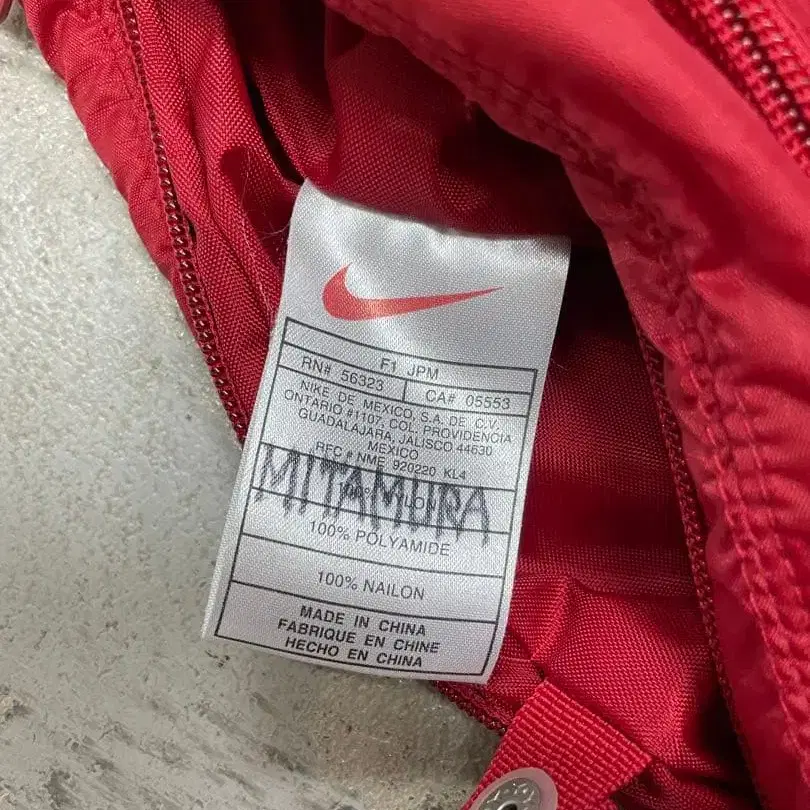 F1 JPM
RN# 56323 CA# 05553
NIKE DE MEXICO, S.A. DE C.V.
ONTARIO #1107, COL. PROVIDENCIA
GUADALAJARA, JALISCO 44630
MEXICO
RFC # NME 920220 KL4
MITAMURA
100% POLYAMIDE
100% NAILON
MADE IN CHINA
FABRIQUE EN CHINE
HECHO EN CHINA